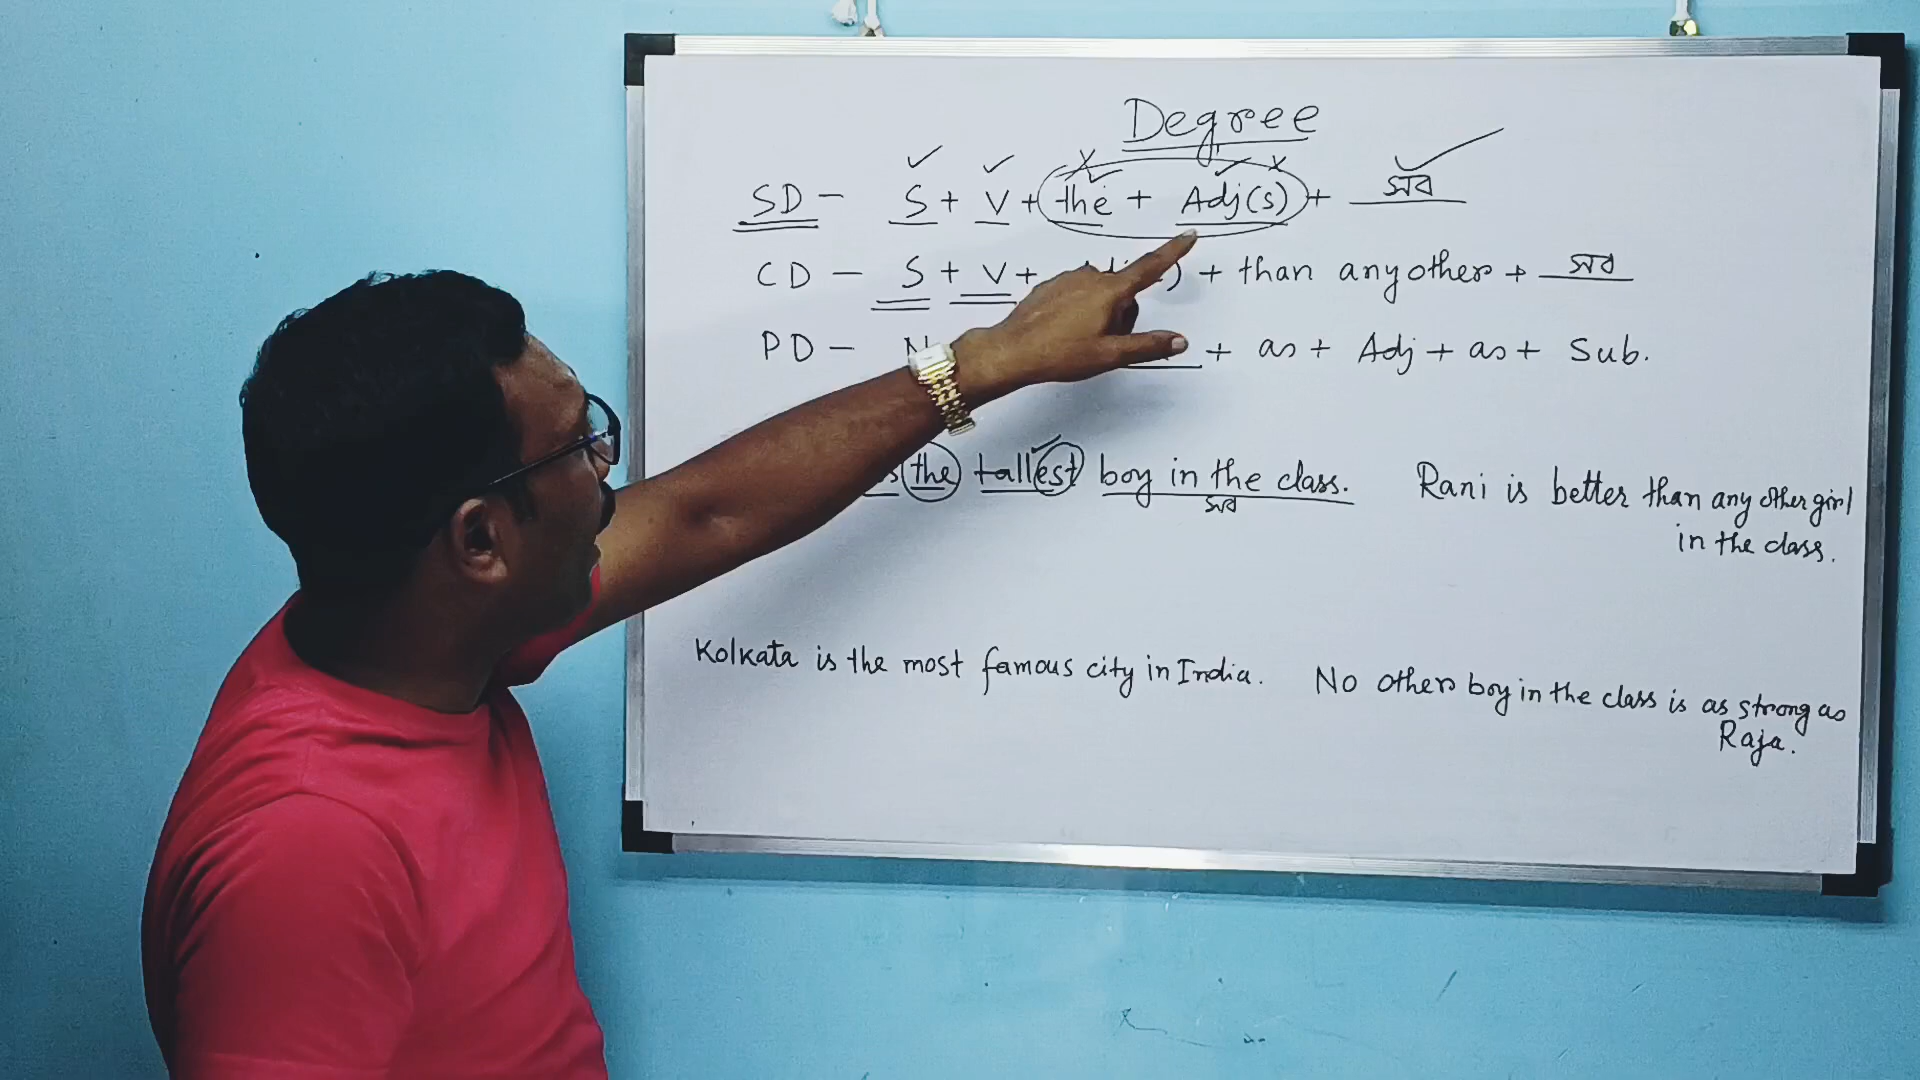 Degree
SD - S + V + the + Adj(s) + সব
CD - S + V + + than any other + সব
PD - + as + Adj + as + Sub.
the tallest boy in the class.
সব
Rani is better than any other girl
in the class.
Kolkata is the most famous city in India.
No other boy in the class is as strong as
Raja.